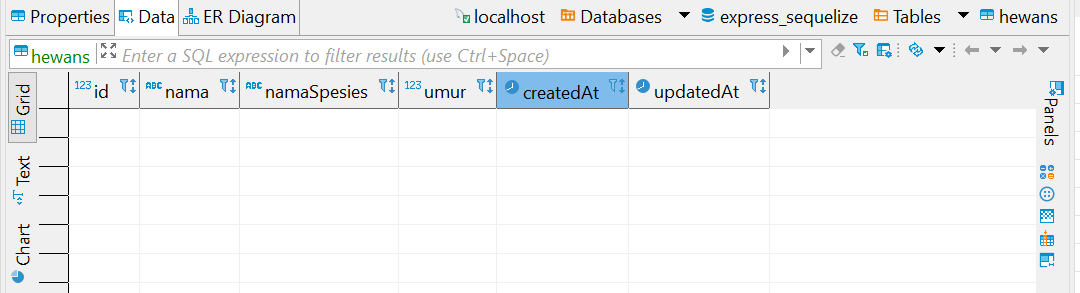 Properties Data ER Diagram localhost Databases express_sequelize Tables hewans
hewans Enter a SQL expression to filter results (use Ctrl+Space)
Grid
Text
Chart
123 id ABC nama ABC namaSpesies 123 umur createdAt updatedAt
Panels